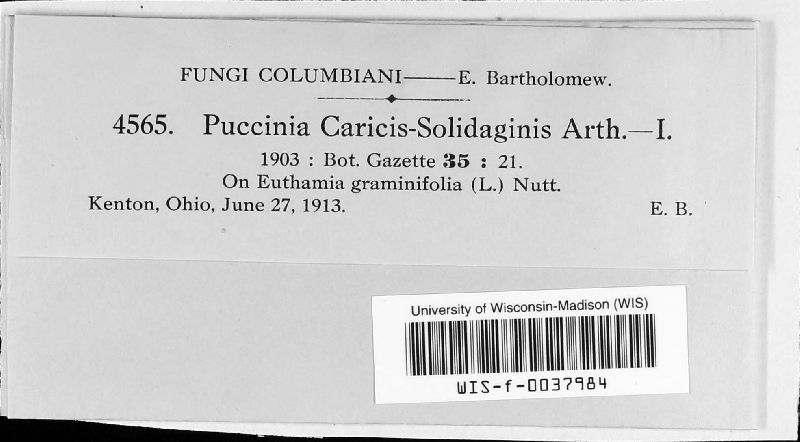 FUNGI COLUMBIANI——E. Bartholomew.
4565. Puccinia Caricis-Solidaginis Arth.—I.
1903 : Bot. Gazette 35 : 21.
On Euthamia graminifolia (L.) Nutt.
Kenton, Ohio, June 27, 1913. E. B.
University of Wisconsin-Madison (WIS)
WIS-f-0037984